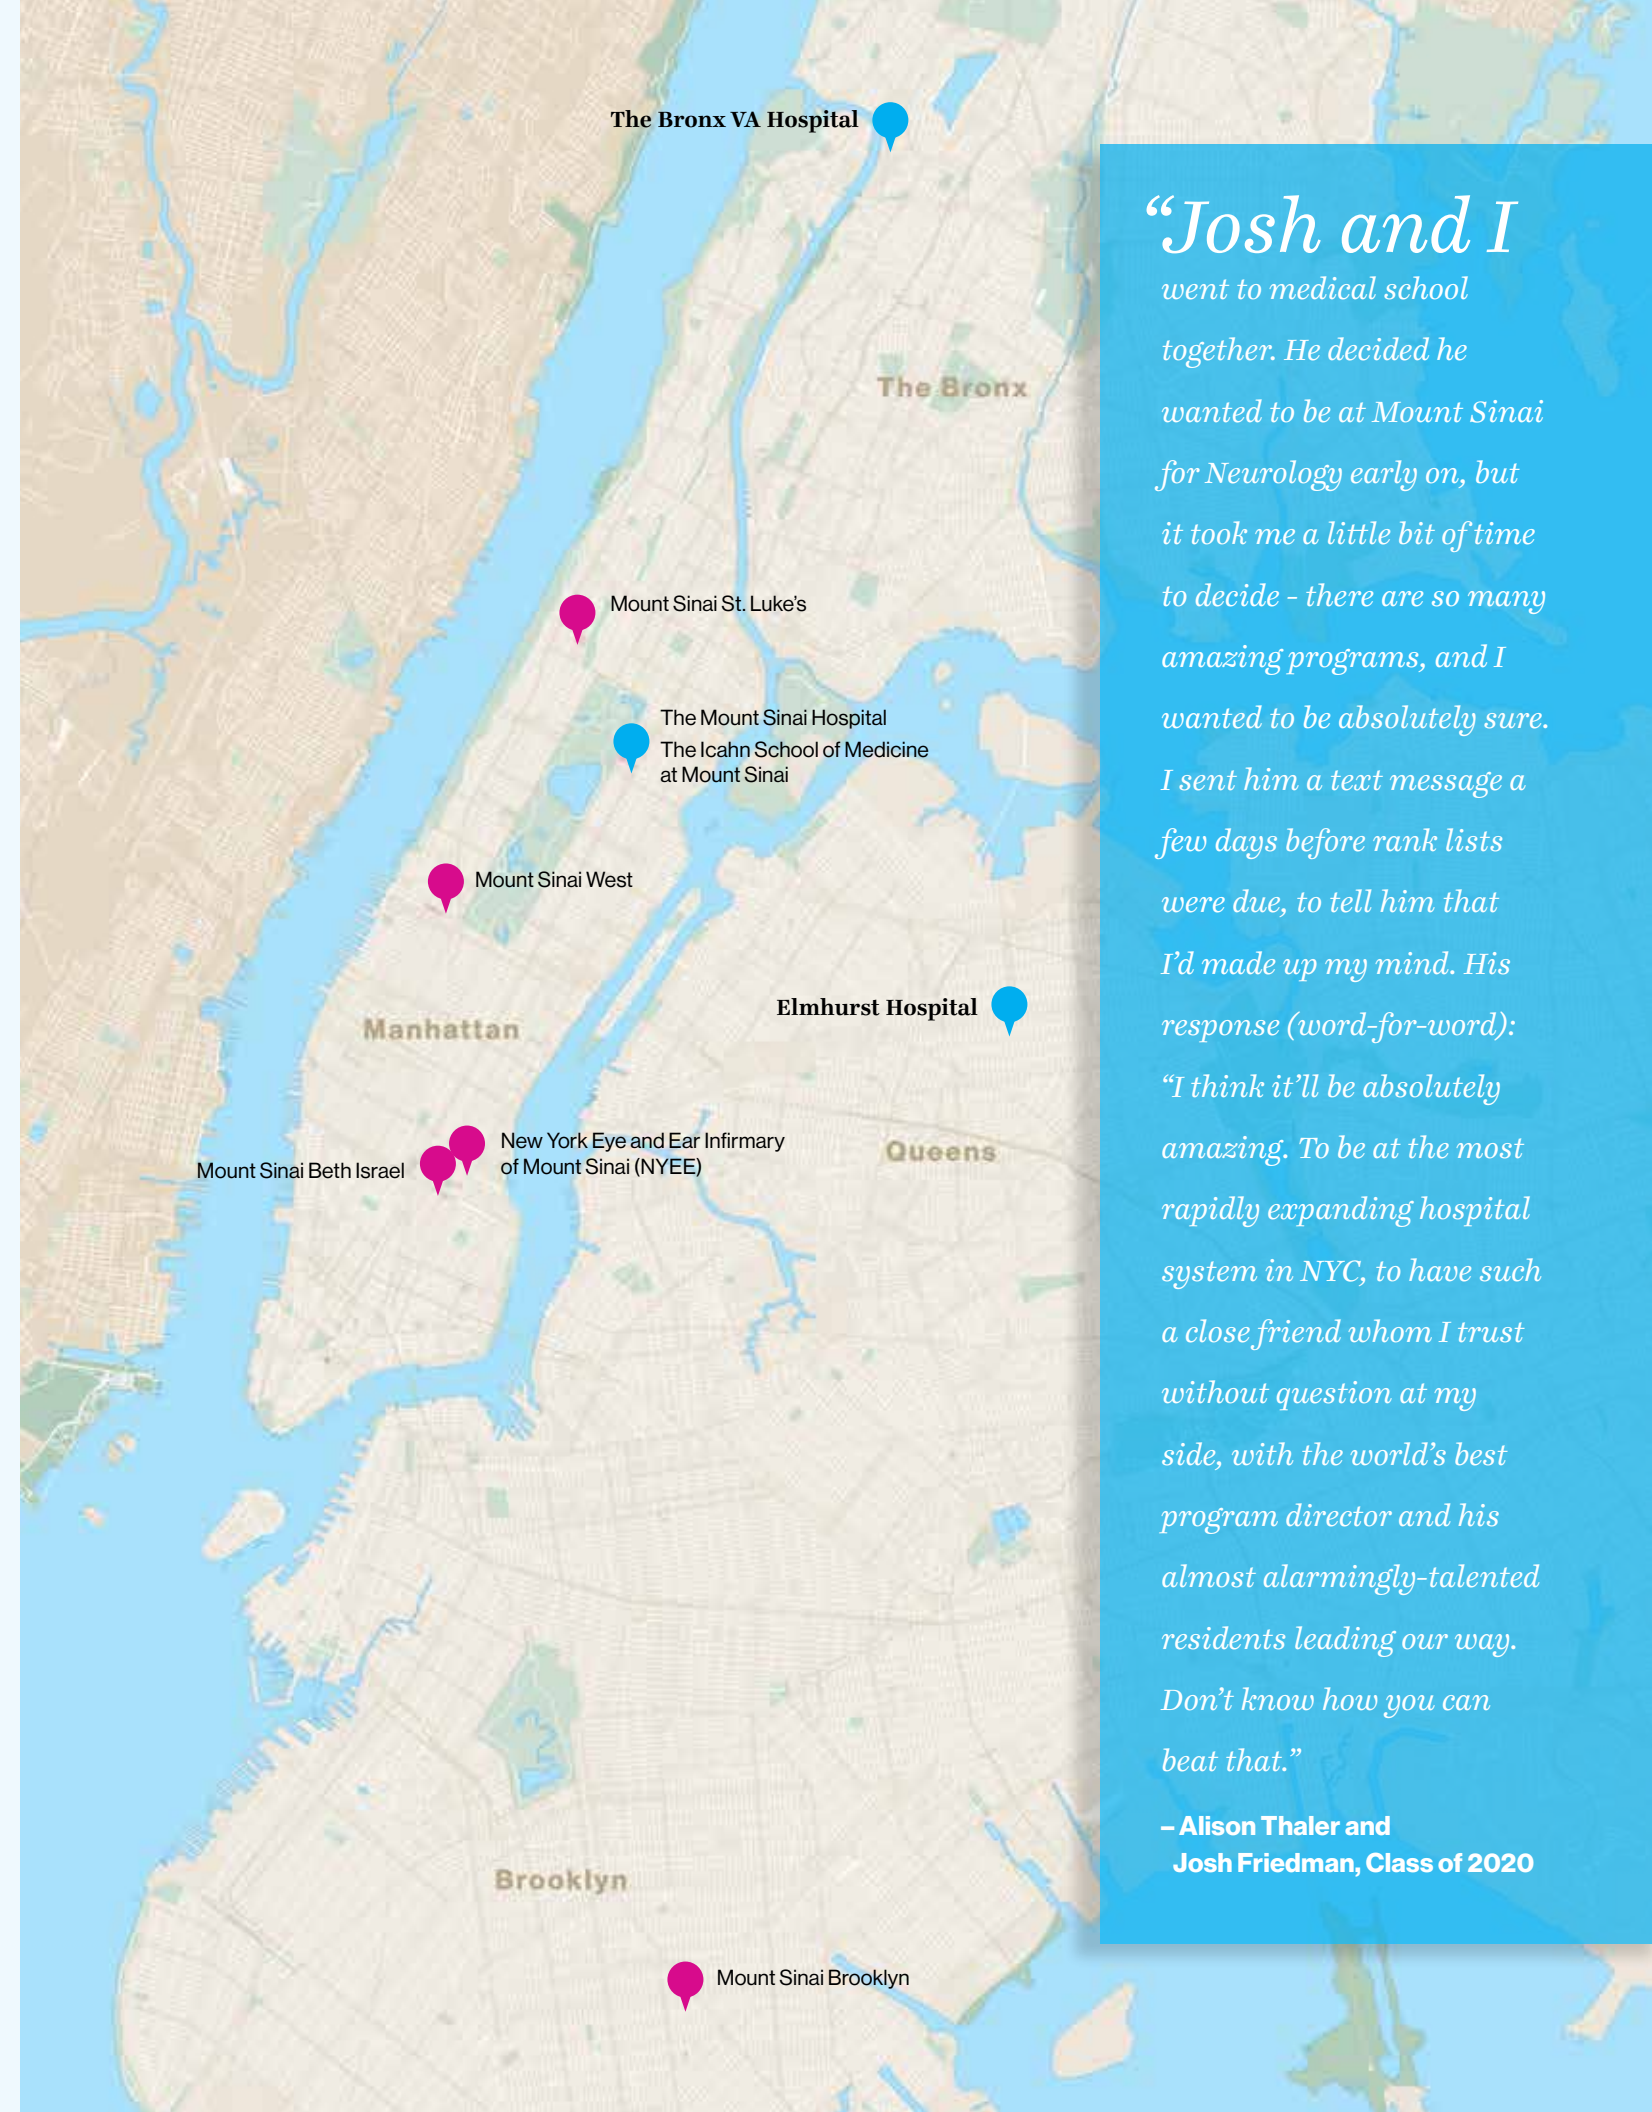 The Bronx VA Hospital
The Bronx
Mount Sinai St. Luke’s
The Mount Sinai Hospital
The Icahn School of Medicine
at Mount Sinai
Mount Sinai West
Elmhurst Hospital
Manhattan
New York Eye and Ear Infirmary
of Mount Sinai (NYEE)
Mount Sinai Beth Israel
Queens
Brooklyn
Mount Sinai Brooklyn
“Josh and I
went to medical school
together. He decided he
wanted to be at Mount Sinai
for Neurology early on, but
it took me a little bit of time
to decide - there are so many
amazing programs, and I
wanted to be absolutely sure.
I sent him a text message a
few days before rank lists
were due, to tell him that
I’d made up my mind. His
response (word-for-word):
“I think it’ll be absolutely
amazing. To be at the most
rapidly expanding hospital
system in NYC, to have such
a close friend whom I trust
without question at my
side, with the world’s best
program director and his
almost alarmingly-talented
residents leading our way.
Don’t know how you can
beat that.”
– Alison Thaler and
Josh Friedman, Class of 2020